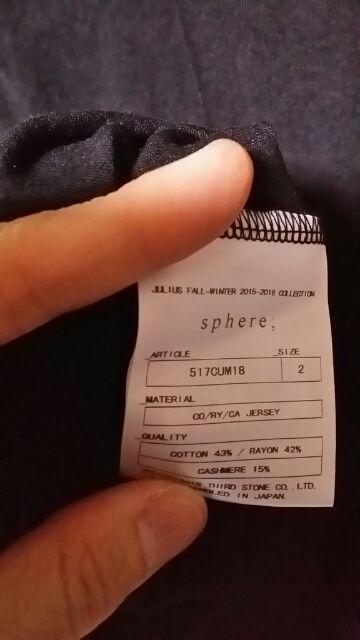 JULIUS FALL-WINTER 2015-2016 COLLECTION
sphere;
ARTICLE SIZE
517CUM18 2
MATERIAL
CO/RY/CA JERSEY
QUALITY
COTTON 43% / RAYON 42%
CASHMERE 15%
THIRD STONE CO.,LTD.
IN JAPAN.